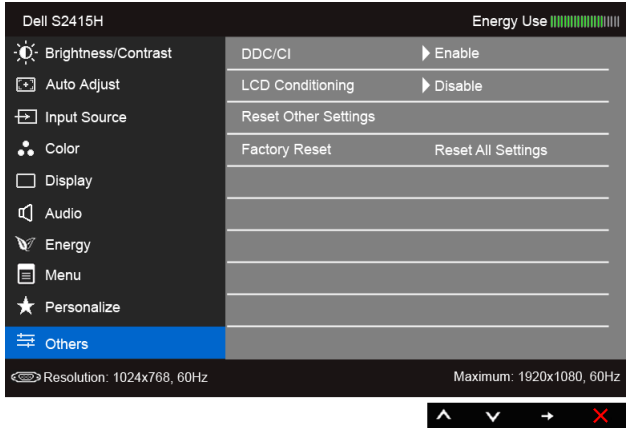 Dell S2415H Energy Use
Brightness/Contrast DDC/CI Enable
Auto Adjust LCD Conditioning Disable
Input Source Reset Other Settings
Color Factory Reset Reset All Settings
Display
Audio
Energy
Menu
Personalize
Others
Resolution: 1024x768, 60Hz Maximum: 1920x1080, 60Hz